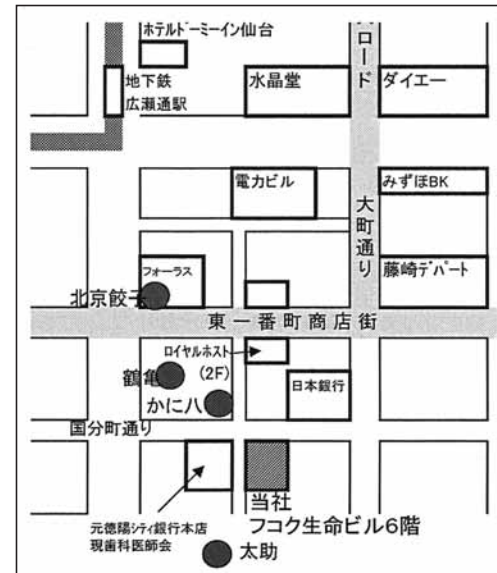 ホテルドーミーイン仙台
地下鉄
広瀬通駅
水晶堂
ロード
ダイエー
電力ビル
みずほBK
大町通り
フォーラス
藤崎デパート
北京餃子
東一番町商店街
ロイヤルホスト
(2F)
鶴亀
日本銀行
かに八
国分町通り
当社
フコク生命ビル6階
元徳陽シティ銀行本店
現歯科医師会
太助